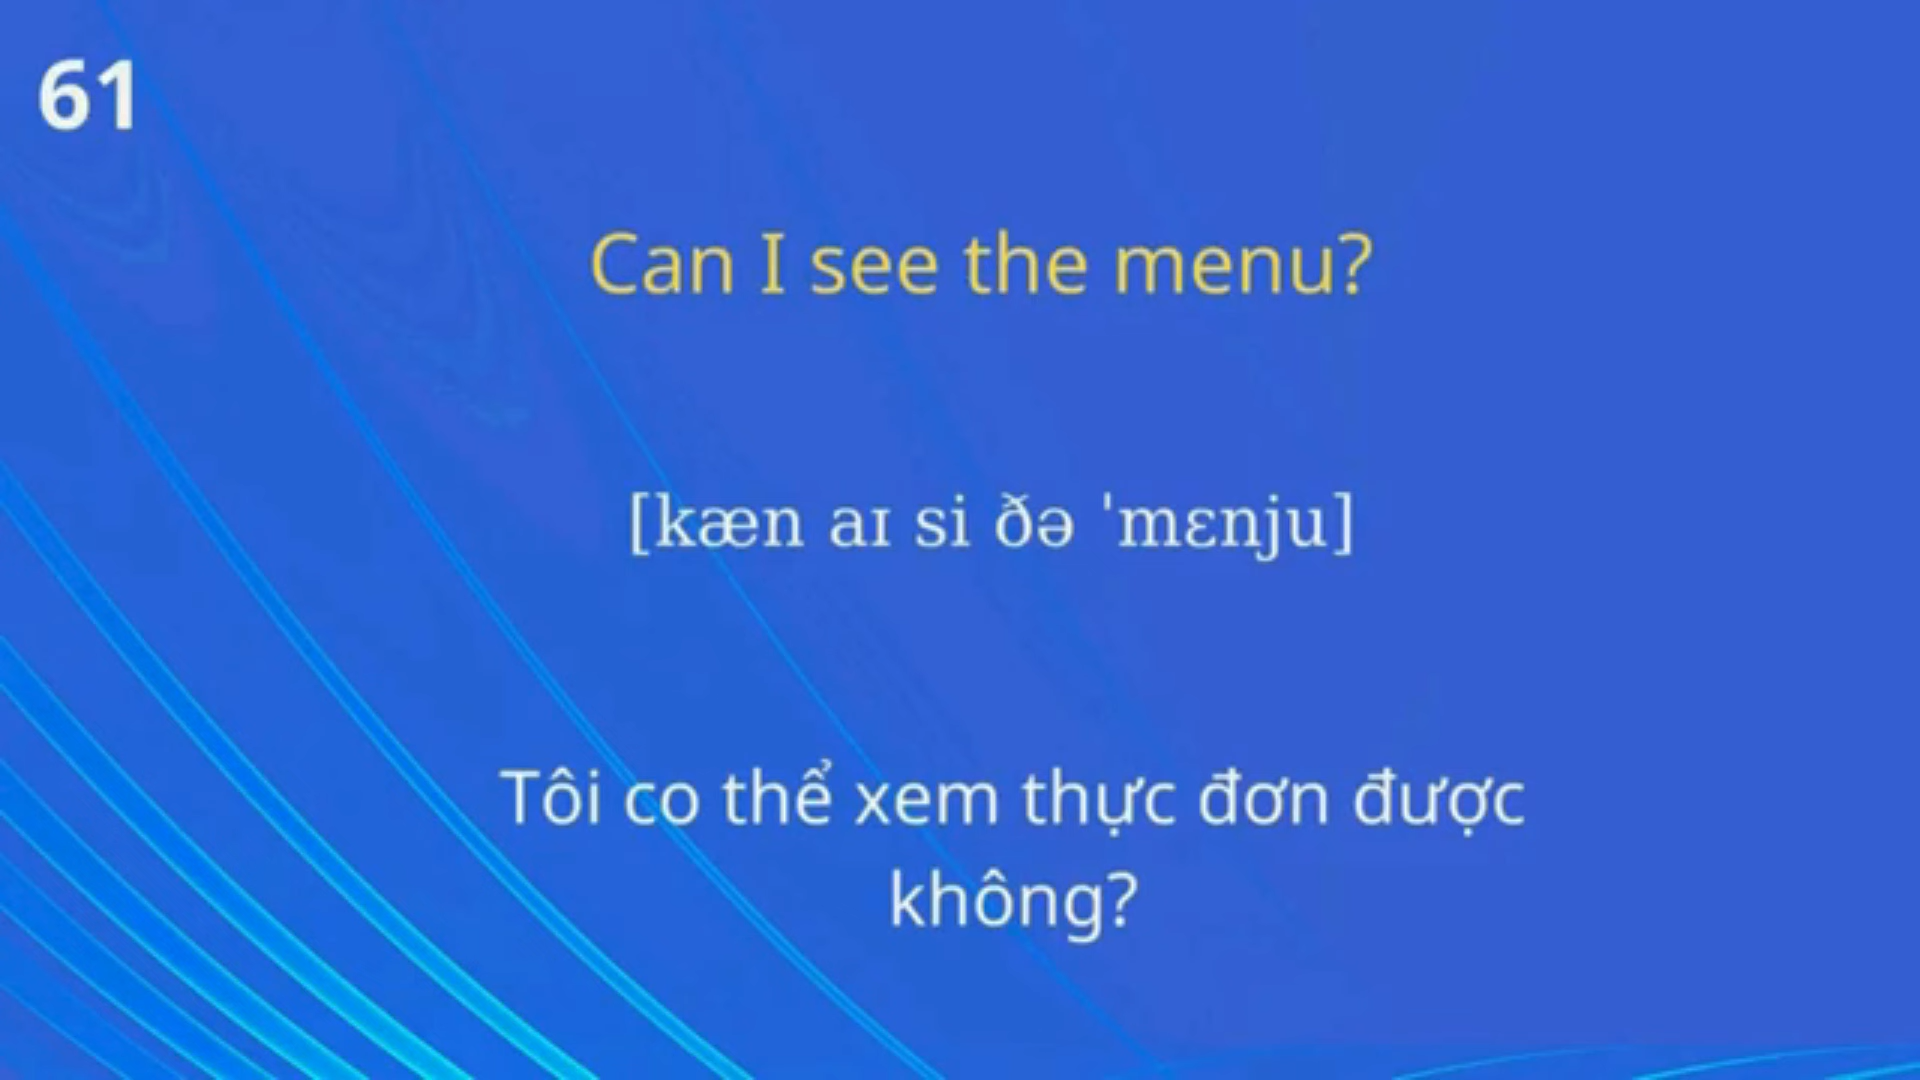 61
Can I see the menu?
[kæn aɪ si ðə ˈmɛnju]
Tôi co thể xem thực đơn được
không?